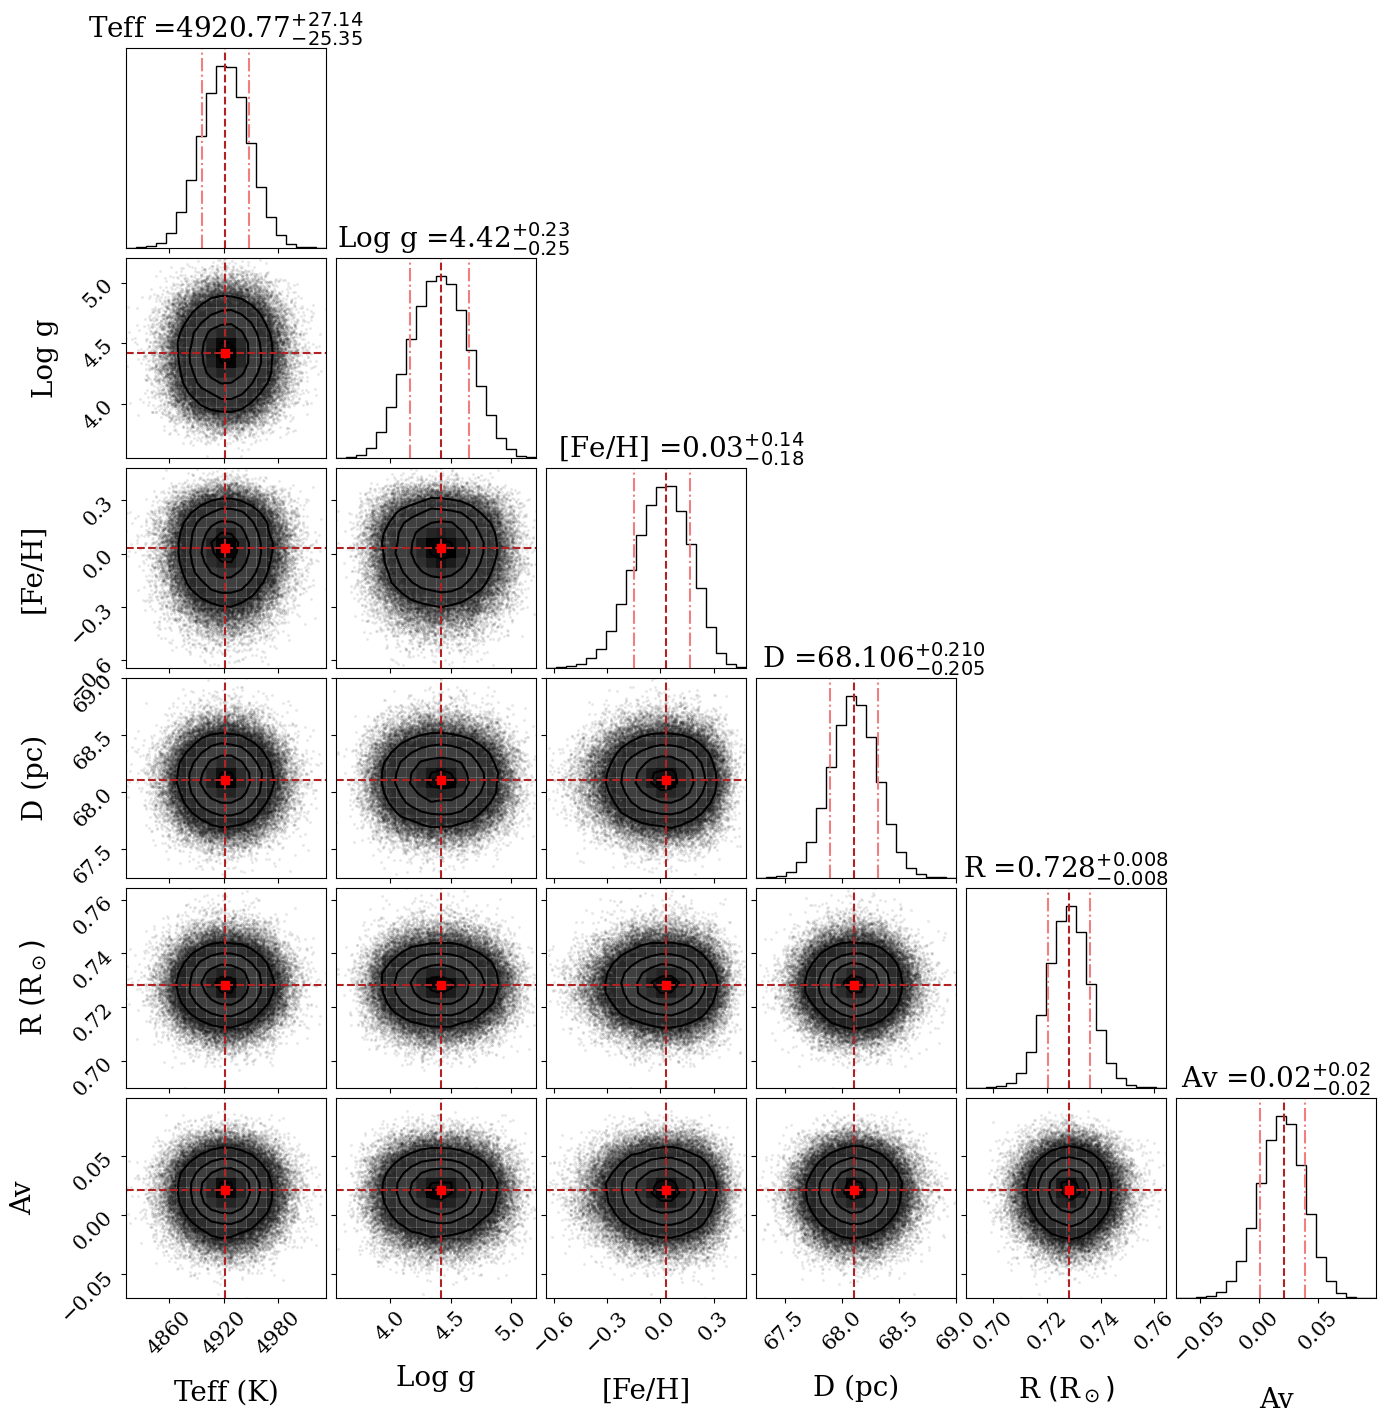 Teff =4920.77+27.14−25.35
Log g =4.42+0.23−0.25
Log g
5.0
4.5
4.0
[Fe/H] =0.03+0.14−0.18
[Fe/H]
0.3
0.0
−0.3
−0.6
D =68.106+0.210−0.205
D (pc)
69.0
68.5
68.0
67.5
R =0.728+0.008−0.008
R (R⊙)
0.76
0.74
0.72
0.70
Av =0.02+0.02−0.02
Av
0.05
0.00
−0.05
4860 4920 4980 4.0 4.5 5.0 −0.6 −0.3 0.0 0.3 67.5 68.0 68.5 69.0 0.70 0.72 0.74 0.76 −0.05 0.00 0.05
Teff (K) Log g [Fe/H] D (pc) R (R⊙) Av